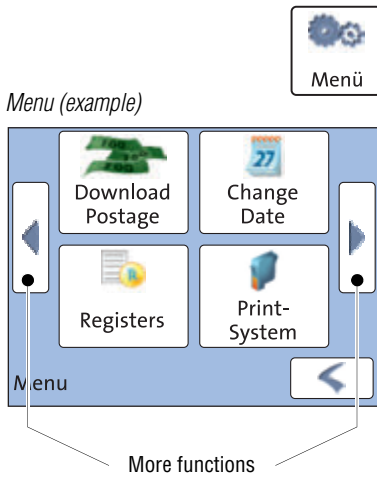 Menü
Menu (example)
Download
Postage
Change
Date
27
Registers
Print-
System
Menu
More functions